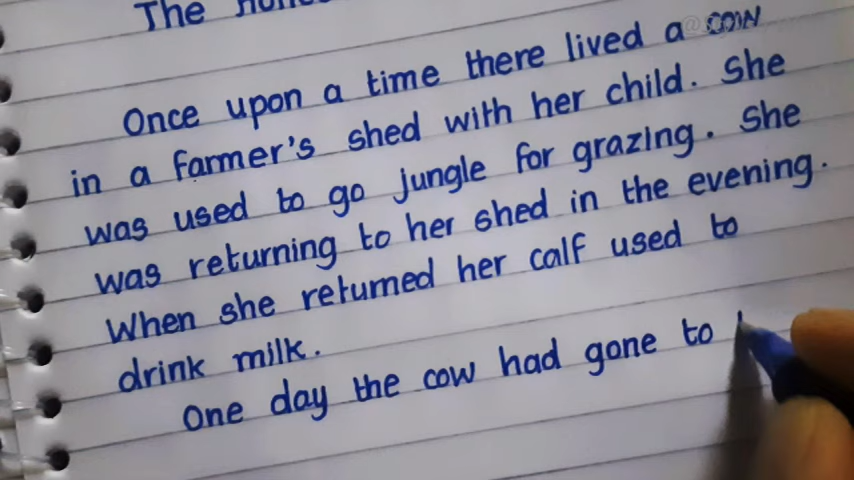 The
Once upon a time there lived a cow
in a farmer's shed with her child. She
was used to go jungle for grazing. She
was returning to her shed in the evening.
When she returned her calf used to
drink milk.
One day the cow had gone to